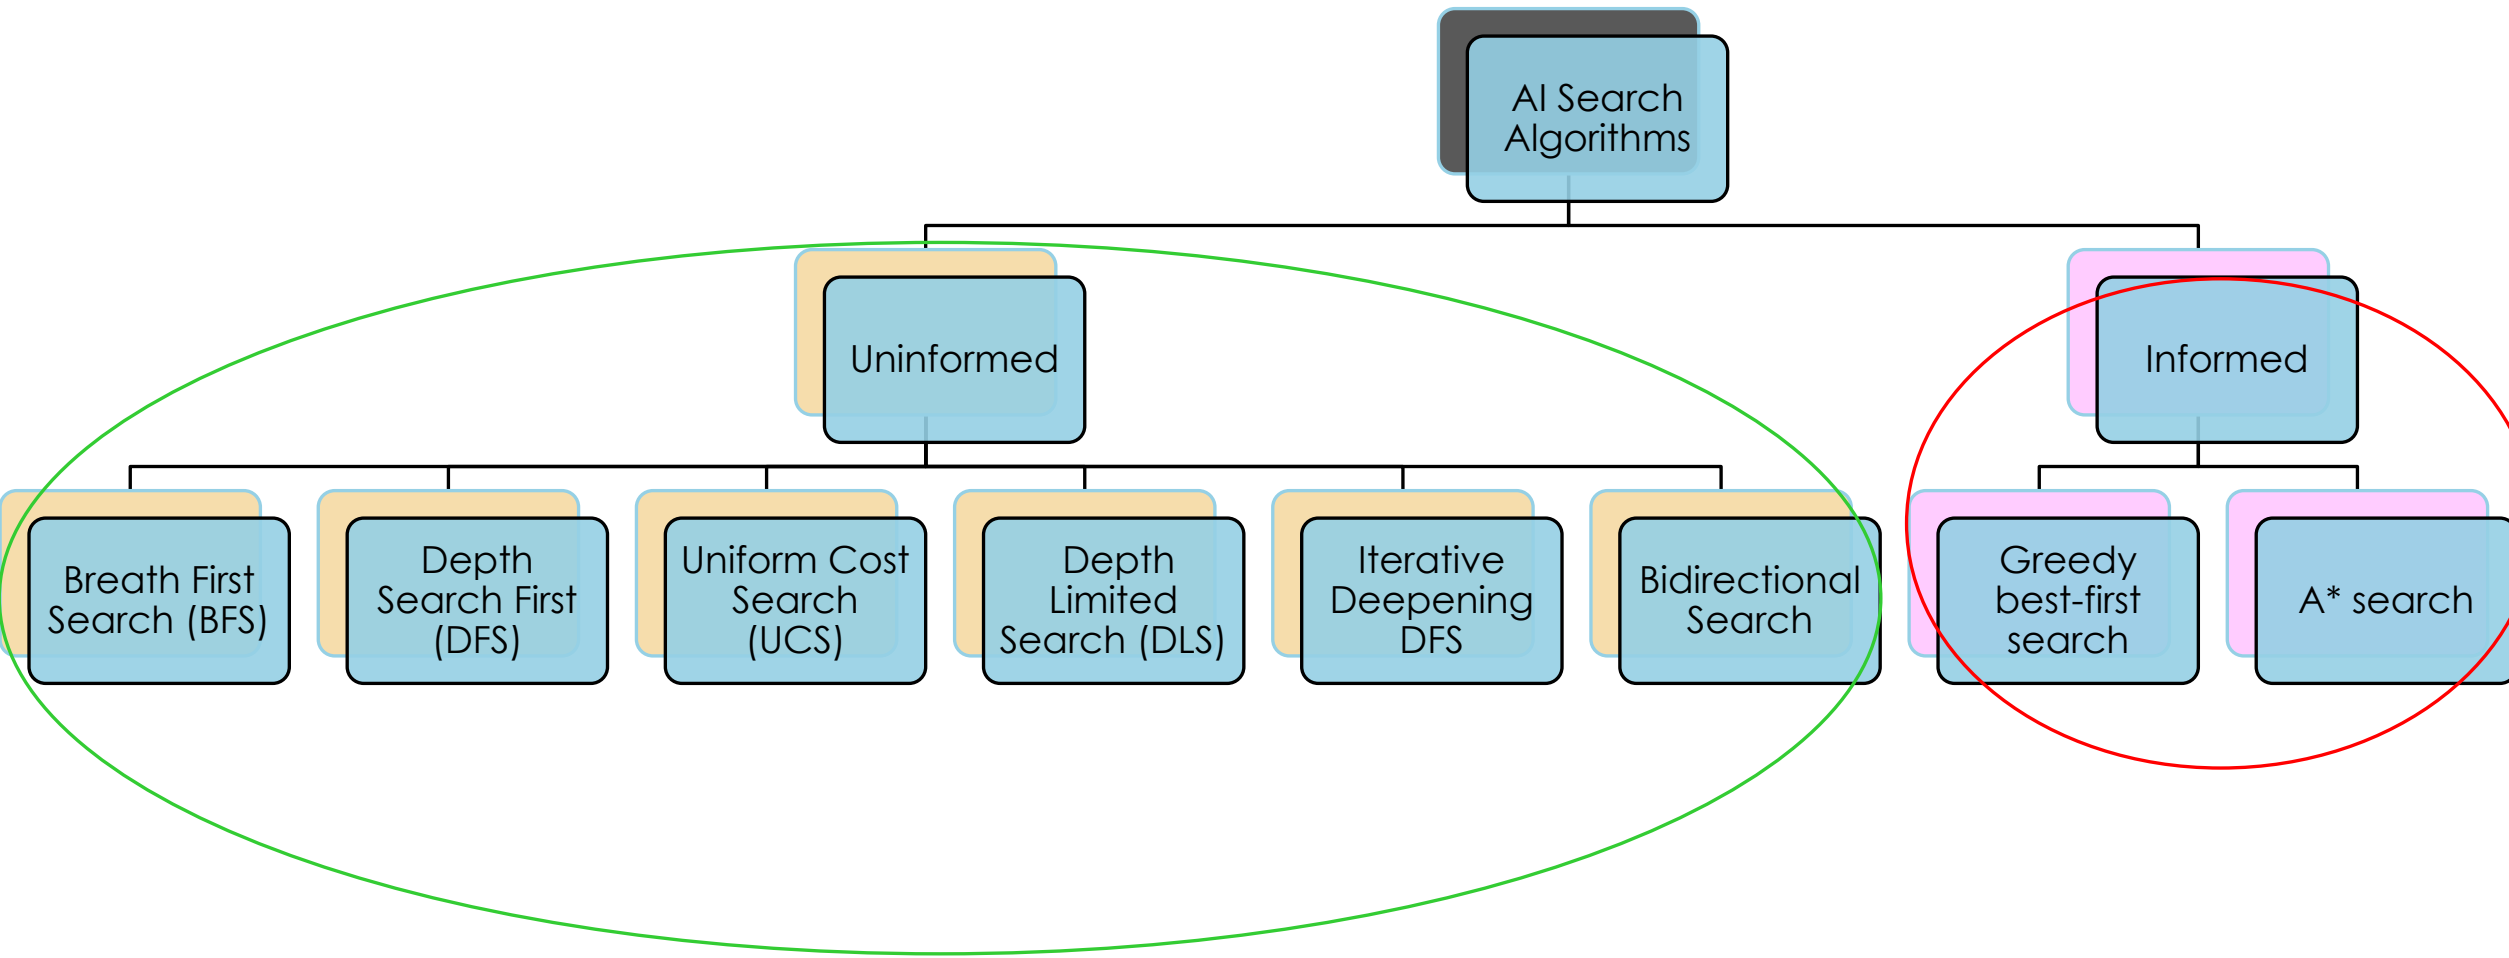 AI Search
Algorithms
Uninformed
Informed
Breath First
Search (BFS)
Depth
Search First
(DFS)
Uniform Cost
Search
(UCS)
Depth
Limited
Search (DLS)
Iterative
Deepening
DFS
Bidirectional
Search
Greedy
best-first
search
A* search